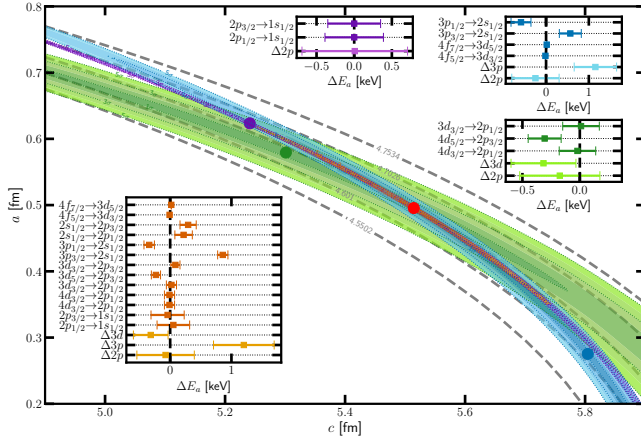 2p3/2→1s1/2
2p1/2→1s1/2
Δ2p
−0.5 0.0 0.5
ΔEa [keV]
3p1/2→2s1/2
3p3/2→2s1/2
4f7/2→3d5/2
4f5/2→3d3/2
Δ3p
Δ2p
0 1
ΔEa [keV]
3d3/2→2p1/2
4d5/2→2p3/2
4d3/2→2p1/2
Δ3d
Δ2p
−0.5 0.0
ΔEa [keV]
4.7534
4.5502
4f7/2→3d5/2
4f5/2→3d3/2
2s1/2→2p3/2
2s1/2→2p1/2
3p1/2→2s1/2
3p3/2→2s1/2
3d3/2→2p3/2
3d5/2→2p3/2
3d3/2→2p1/2
4d3/2→2p1/2
4d3/2→2p1/2
2p3/2→1s1/2
2p1/2→1s1/2
Δ3d
Δ3p
Δ2p
0 1
ΔEa [keV]
0.8
0.7
0.6
0.5
0.4
0.3
0.2
a [fm]
5.0 5.2 5.4 5.6 5.8
c [fm]